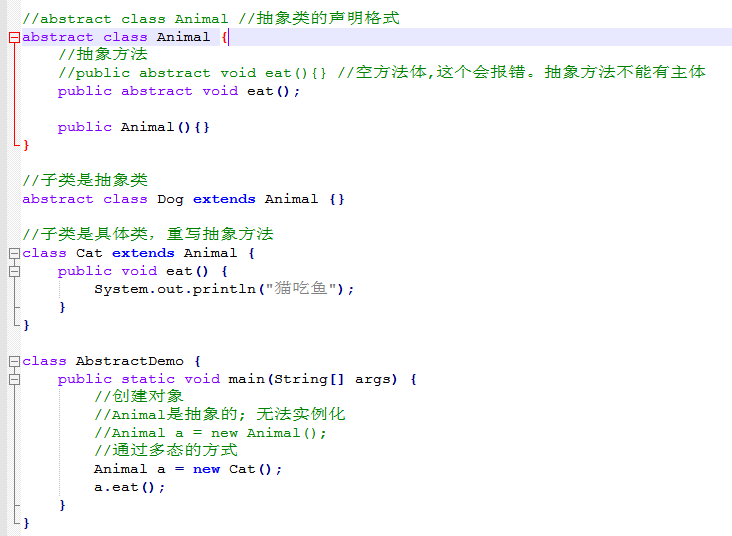 //abstract class Animal //抽象类的声明格式
abstract class Animal {
//抽象方法
//public abstract void eat(){} //空方法体,这个会报错。抽象方法不能有主体
public abstract void eat();
public Animal(){}
}
//子类是抽象类
abstract class Dog extends Animal {}
//子类是具体类，重写抽象方法
class Cat extends Animal {
public void eat() {
System.out.println("猫吃鱼");
}
}
class AbstractDemo {
public static void main(String[] args) {
//创建对象
//Animal是抽象的; 无法实例化
//Animal a = new Animal();
//通过多态的方式
Animal a = new Cat();
a.eat();
}
}